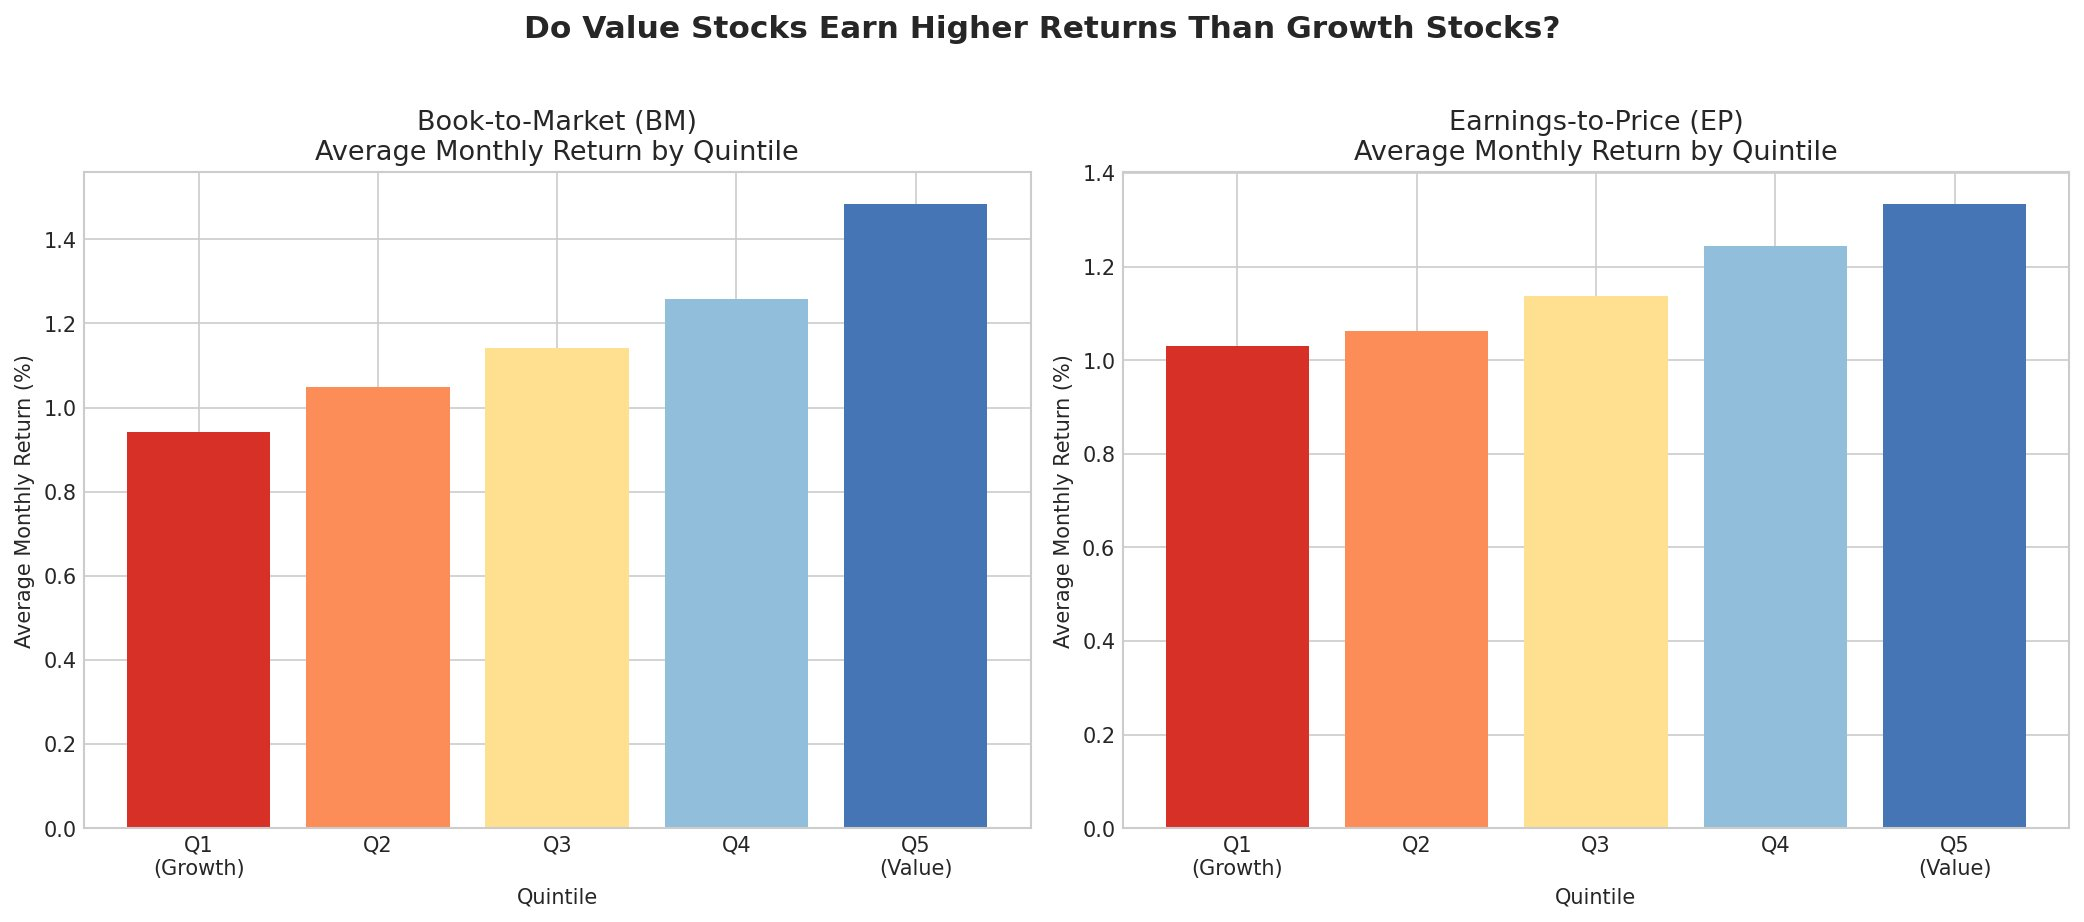 Do Value Stocks Earn Higher Returns Than Growth Stocks?
Book-to-Market (BM)
Average Monthly Return by Quintile
Average Monthly Return (%)
1.4
1.2
1.0
0.8
0.6
0.4
0.2
0.0
Q1
(Growth)
Q2
Q3
Q4
Q5
(Value)
Quintile
Earnings-to-Price (EP)
Average Monthly Return by Quintile
Average Monthly Return (%)
1.4
1.2
1.0
0.8
0.6
0.4
0.2
0.0
Q1
(Growth)
Q2
Q3
Q4
Q5
(Value)
Quintile